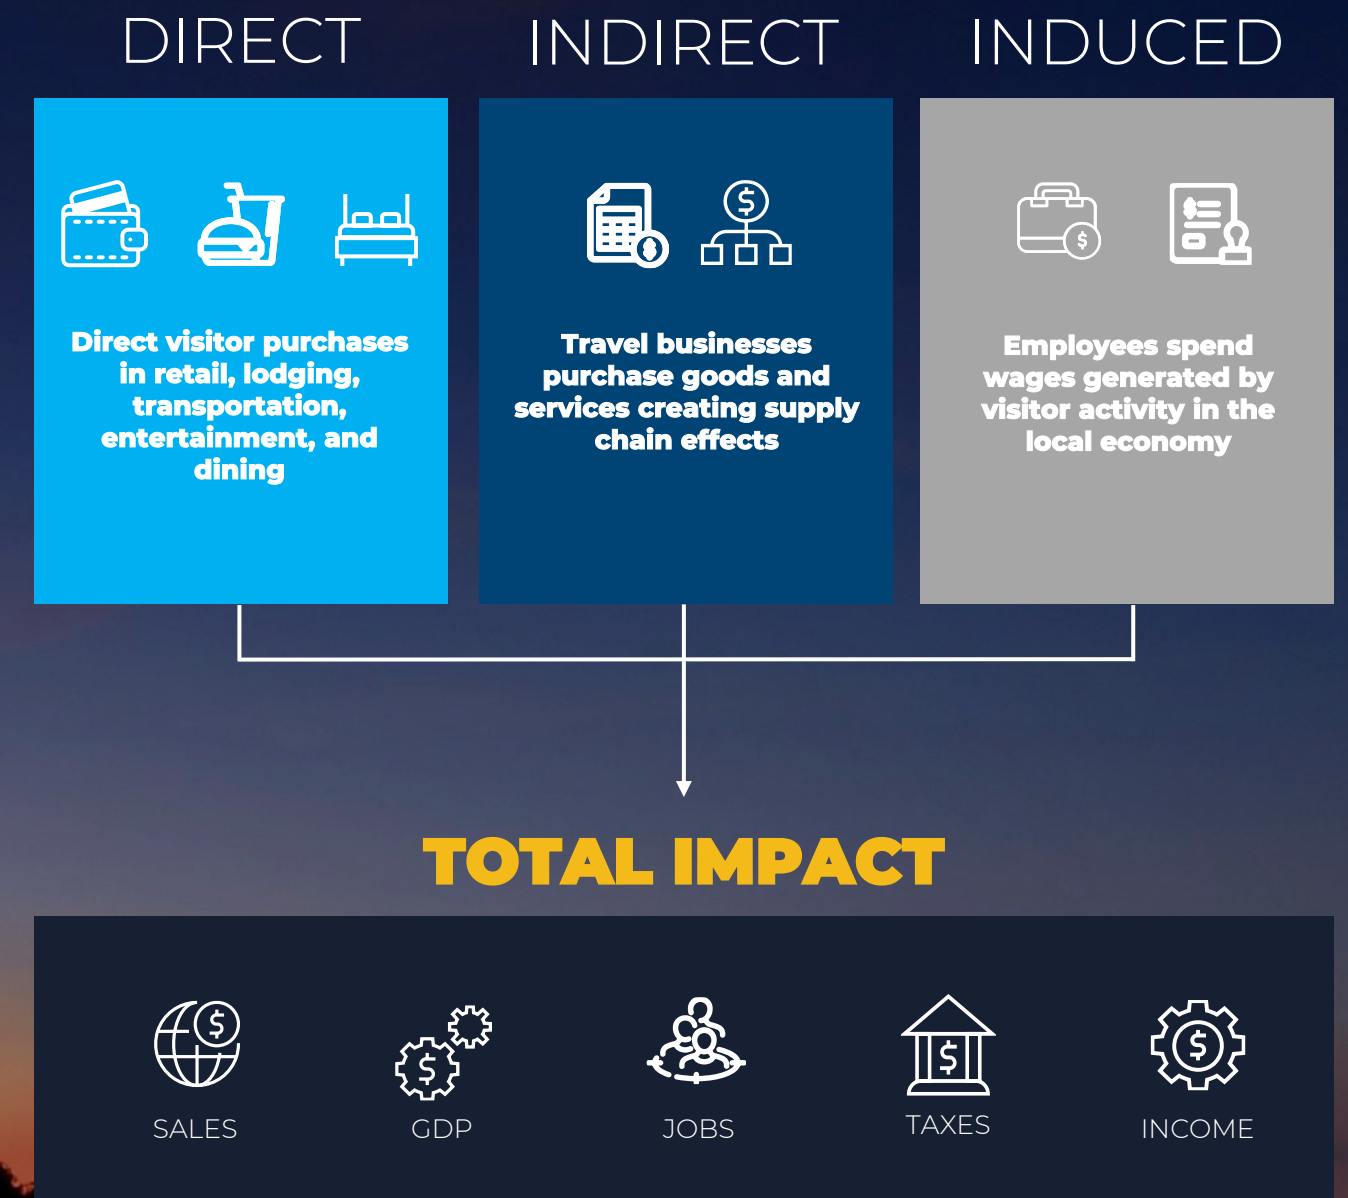 DIRECT
INDIRECT
INDUCED
Direct visitor purchases
in retail, lodging,
transportation,
entertainment, and
dining
Travel businesses
purchase goods and
services creating supply
chain effects
Employees spend
wages generated by
visitor activity in the
local economy
TOTAL IMPACT
SALES
GDP
JOBS
TAXES
INCOME